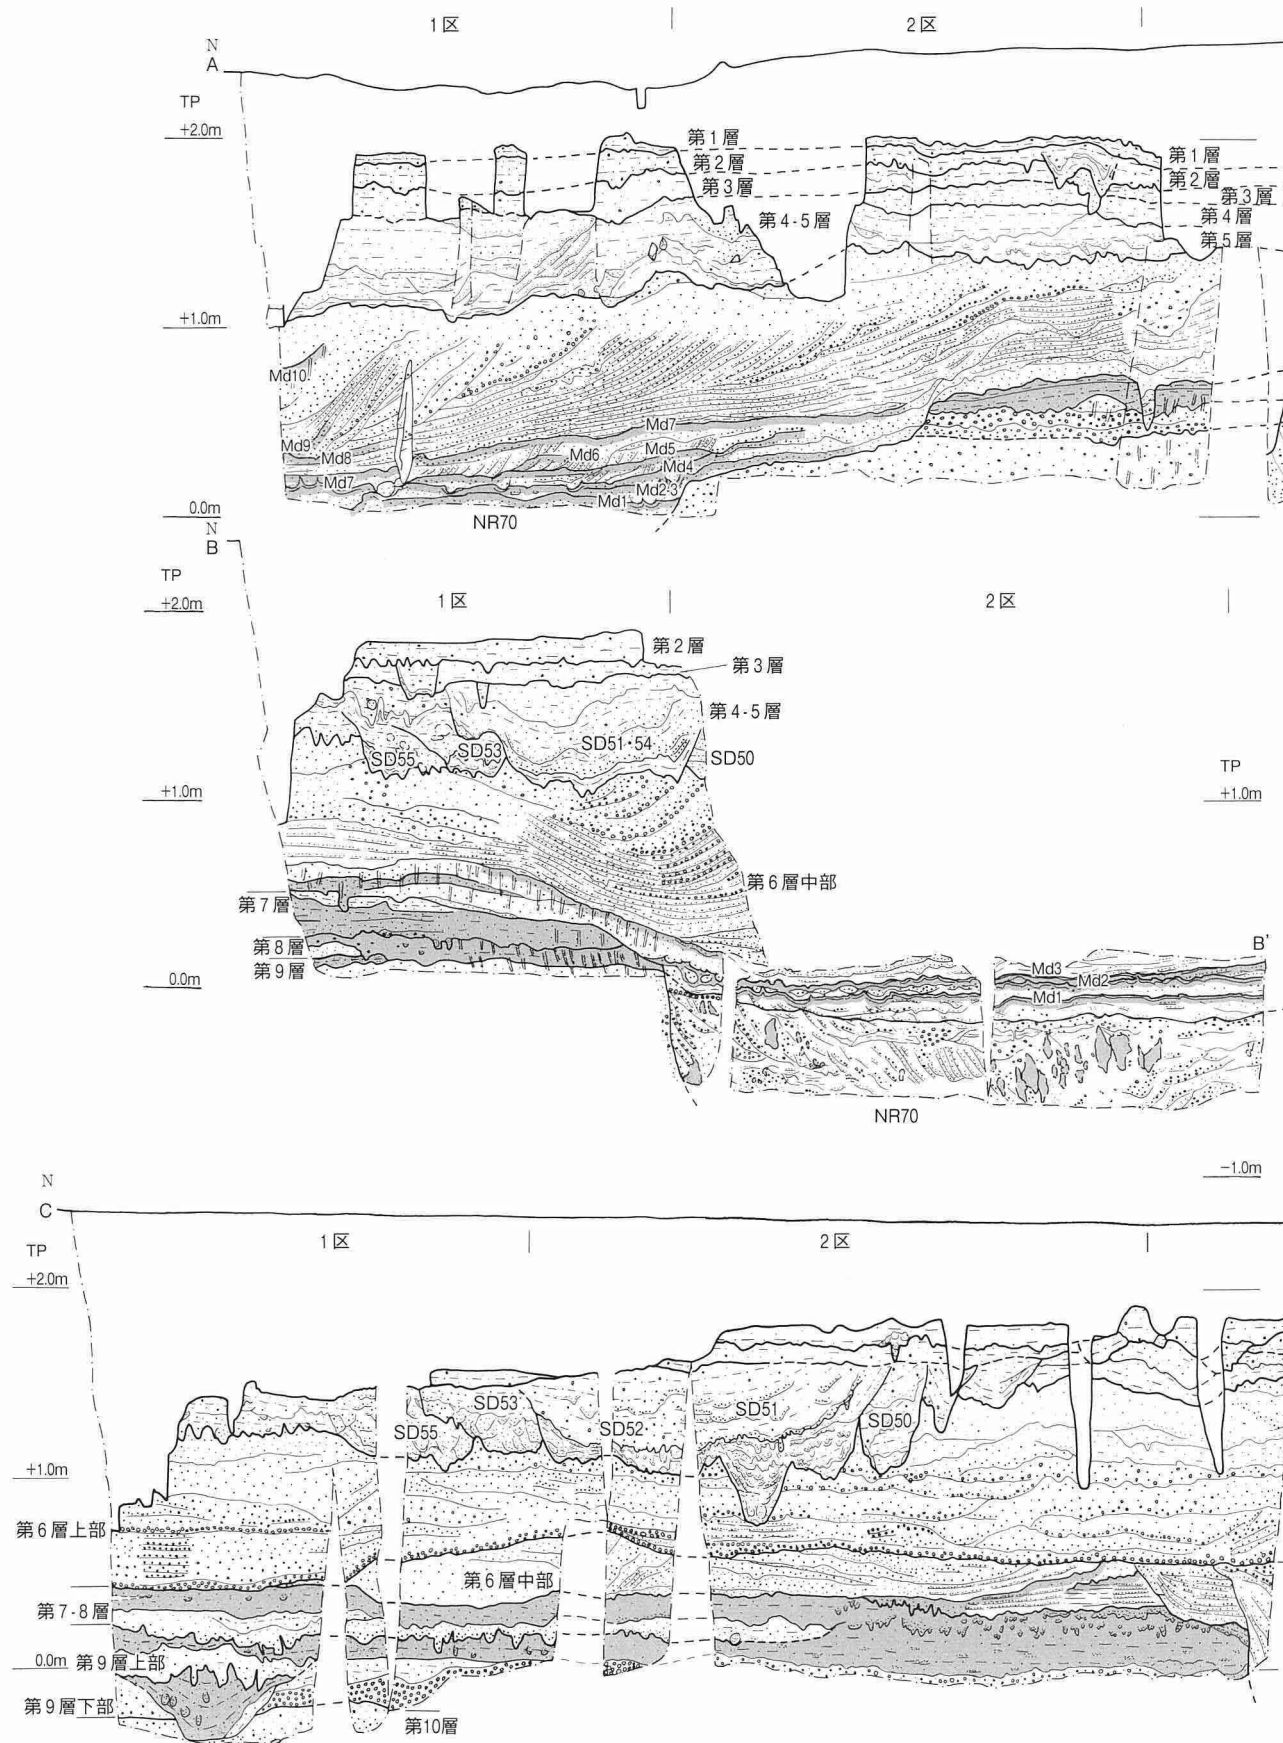 1区
2区
N
A
TP
+2.0m
第1層
第2層
第3層
第4-5層
第1層
第2層
第3層
第4層
第5層
+1.0m
Md10
Md9
Md8
Md7
Md7
Md6
Md5
Md4
Md2-3
Md1
0.0m
NR70
N
B
TP
+2.0m
1区
2区
第2層
第3層
第4-5層
SD55
SD53
SD51・54
SD50
TP
+1.0m
+1.0m
第6層中部
第7層
第8層
第9層
0.0m
B'
Md3
Md2
Md1
NR70
−1.0m
N
C
TP
1区
2区
+2.0m
SD55
SD53
SD52
SD51
SD50
+1.0m
第6層上部
第6層中部
第7-8層
0.0m
第9層上部
第9層下部
第10層